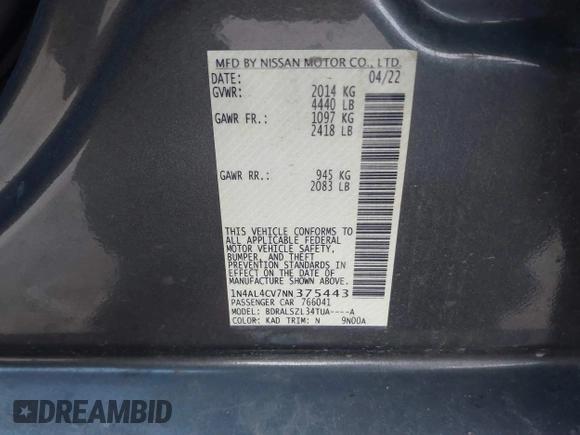 MFD BY NISSAN MOTOR CO., LTD.
DATE: 04/22
GVWR: 2014 KG
4440 LB
GAWR FR.: 1097 KG
2418 LB
GAWR RR.: 945 KG
2083 LB
THIS VEHICLE CONFORMS TO
ALL APPLICABLE FEDERAL
MOTOR VEHICLE SAFETY,
BUMPER, AND THEFT
PREVENTION STANDARDS IN
EFFECT ON THE DATE OF
MANUFACTURE SHOWN ABOVE.
1N4AL4CV7NN375443
PASSENGER CAR 766041
MODEL: BDRALSZL34TUA----A
COLOR: KAD TRIM: N 9N00A
DREAMBID